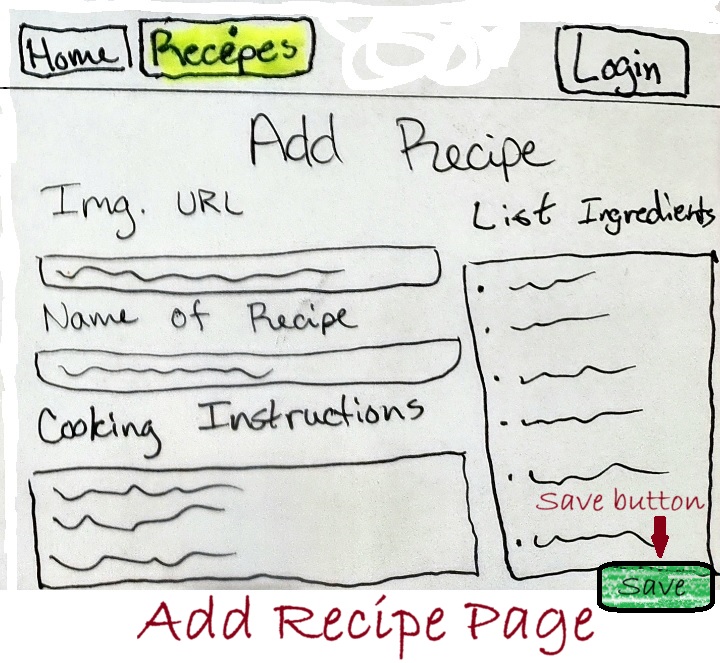 Home Recipes Login
Add Recipe
Img. URL
List Ingredients
Name of Recipe
Cooking Instructions
Save button
Save
Add Recipe Page